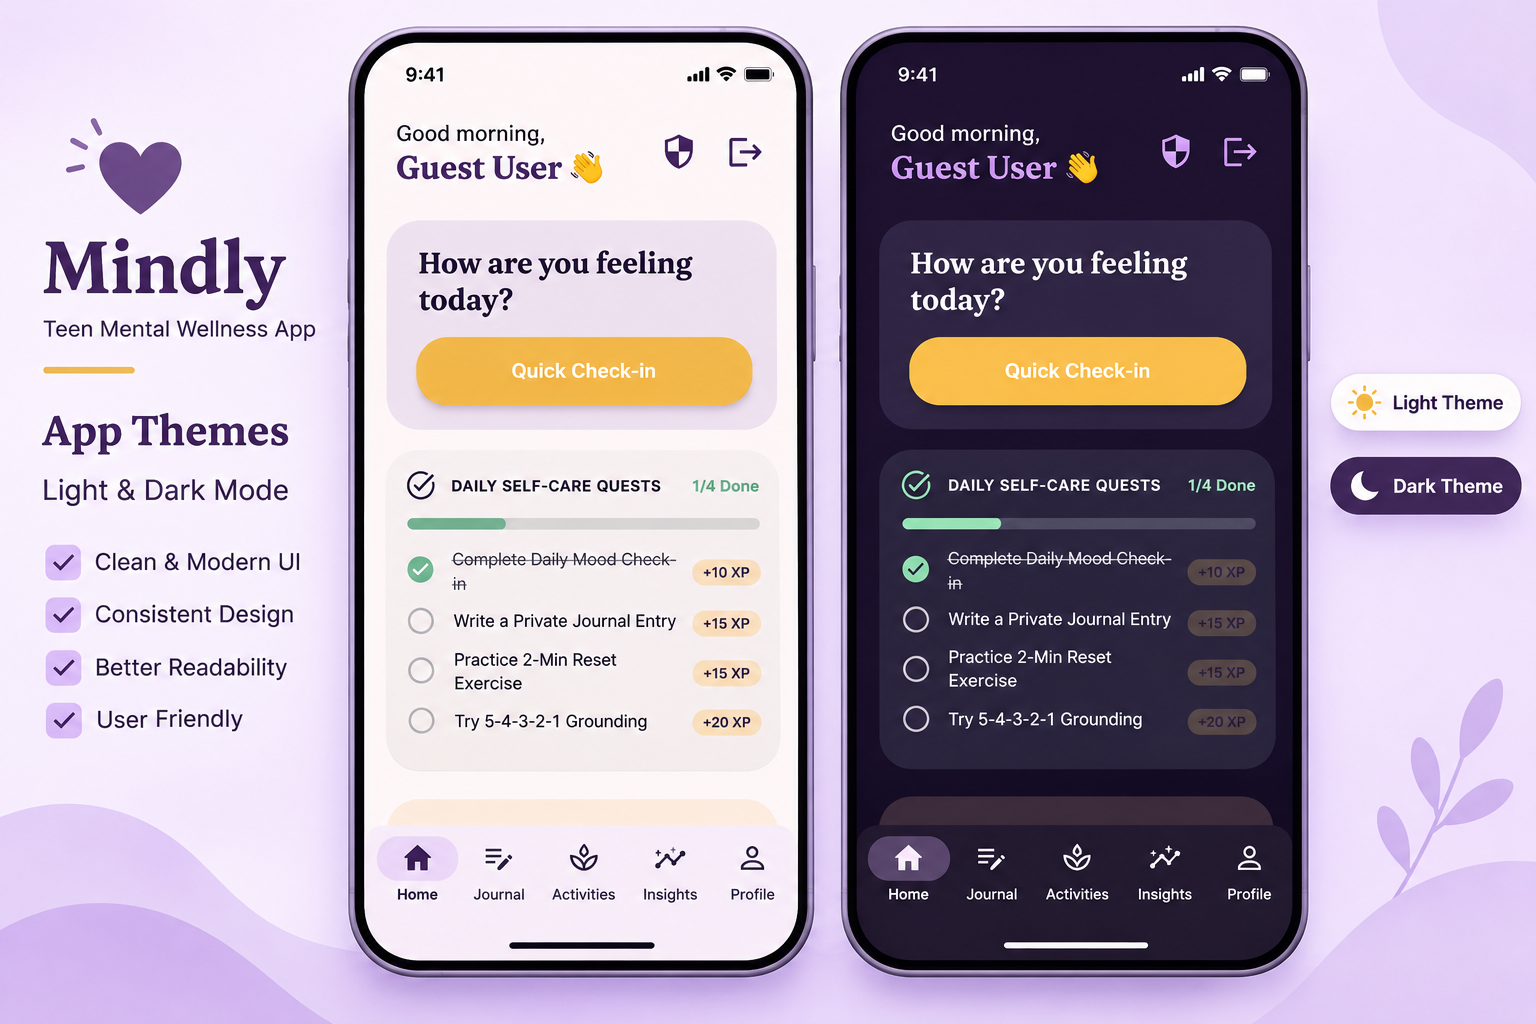 Mindly
Teen Mental Wellness App
App Themes
Light & Dark Mode
Clean & Modern UI
Consistent Design
Better Readability
User Friendly
9:41
Good morning,
Guest User 👋
How are you feeling
today?
Quick Check-in
DAILY SELF-CARE QUESTS 1/4 Done
Complete Daily Mood Check-
in
+10 XP
Write a Private Journal Entry +15 XP
Practice 2-Min Reset
Exercise
+15 XP
Try 5-4-3-2-1 Grounding +20 XP
Home Journal Activities Insights Profile
9:41
Good morning,
Guest User 👋
How are you feeling
today?
Quick Check-in
DAILY SELF-CARE QUESTS 1/4 Done
Complete Daily Mood Check-
in
+10 XP
Write a Private Journal Entry +15 XP
Practice 2-Min Reset
Exercise
+15 XP
Try 5-4-3-2-1 Grounding +20 XP
Home Journal Activities Insights Profile
Light Theme
Dark Theme